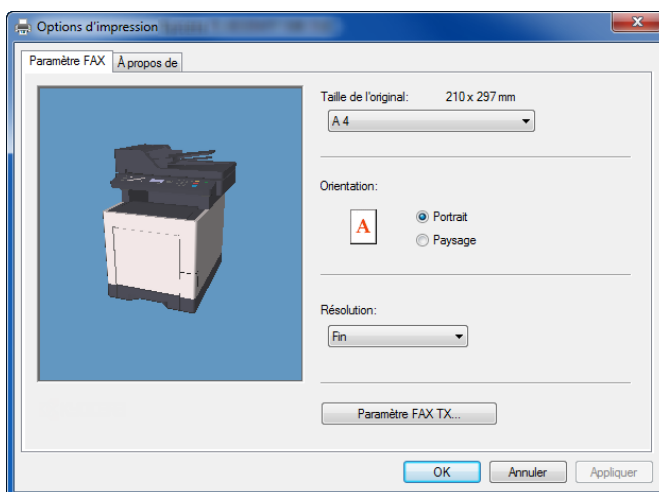 Options d'impression
Paramètre FAX
À propos de
Taille de l'original: 210 x 297 mm
A 4
Orientation:
A
Portrait
Paysage
Résolution:
Fin
Paramètre FAX TX...
OK
Annuler
Appliquer